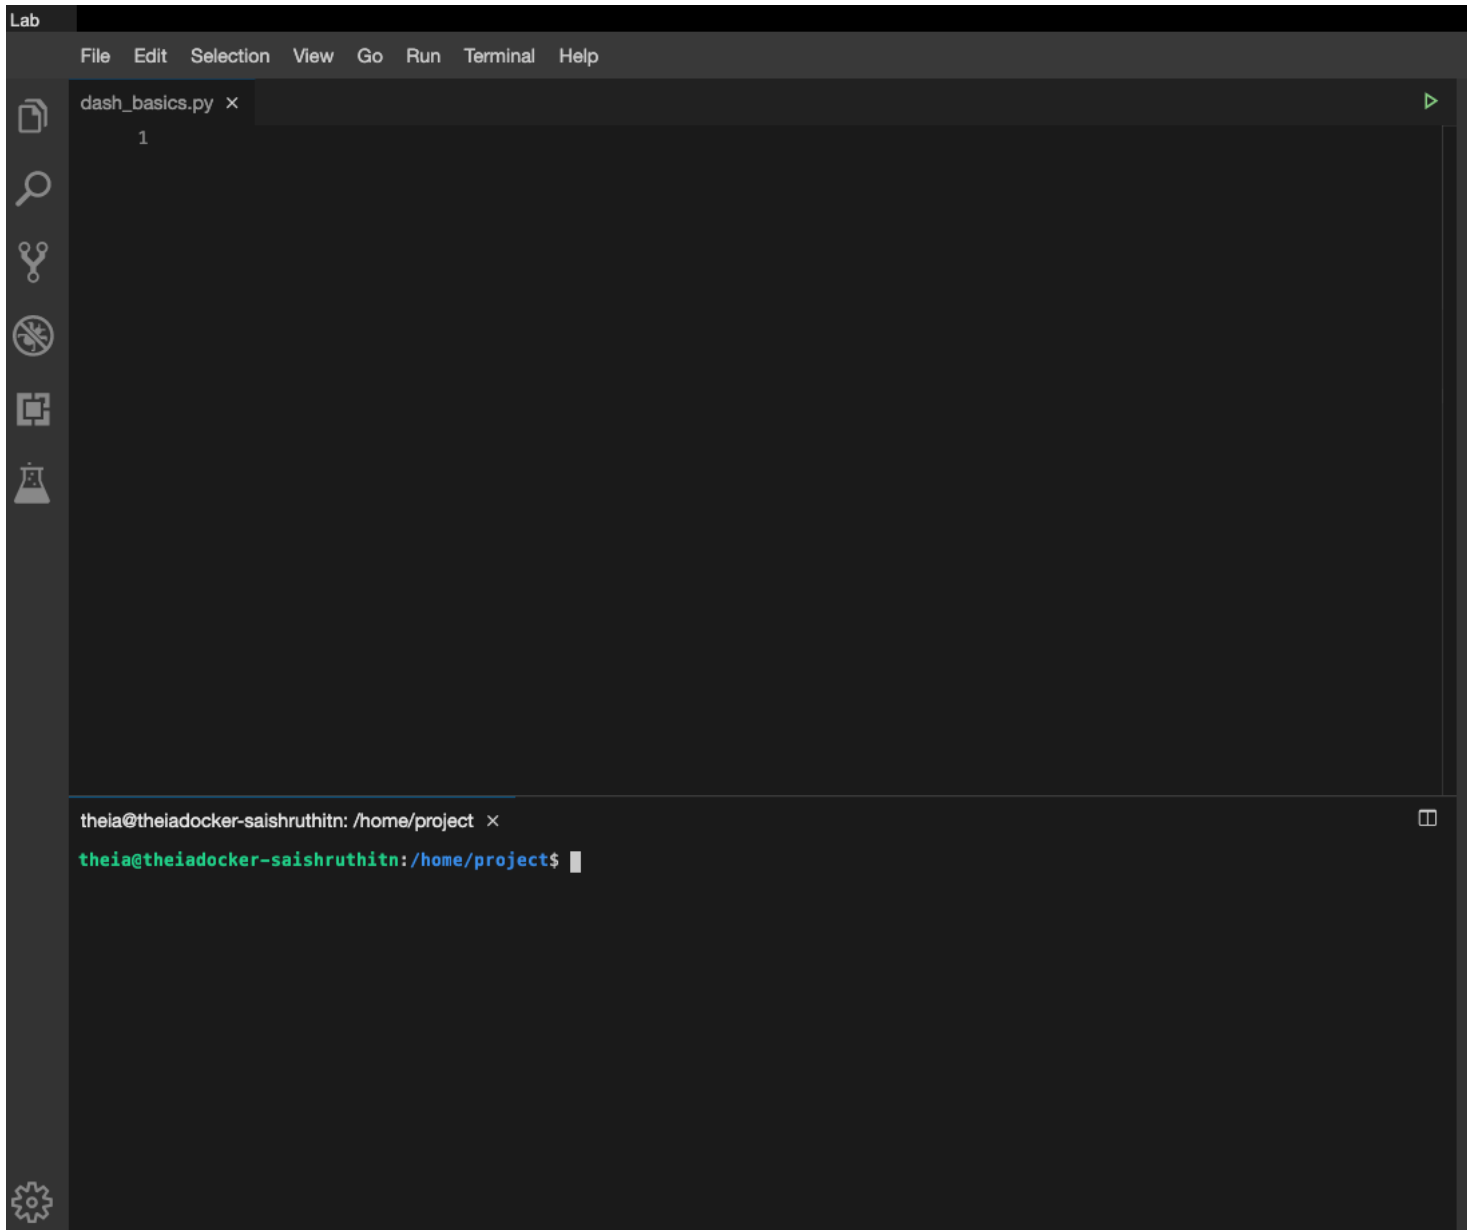 Lab
File Edit Selection View Go Run Terminal Help
dash_basics.py ×
1
theia@theiadocker-saishruthitn: /home/project ×
theia@theiadocker-saishruthitn:/home/project$